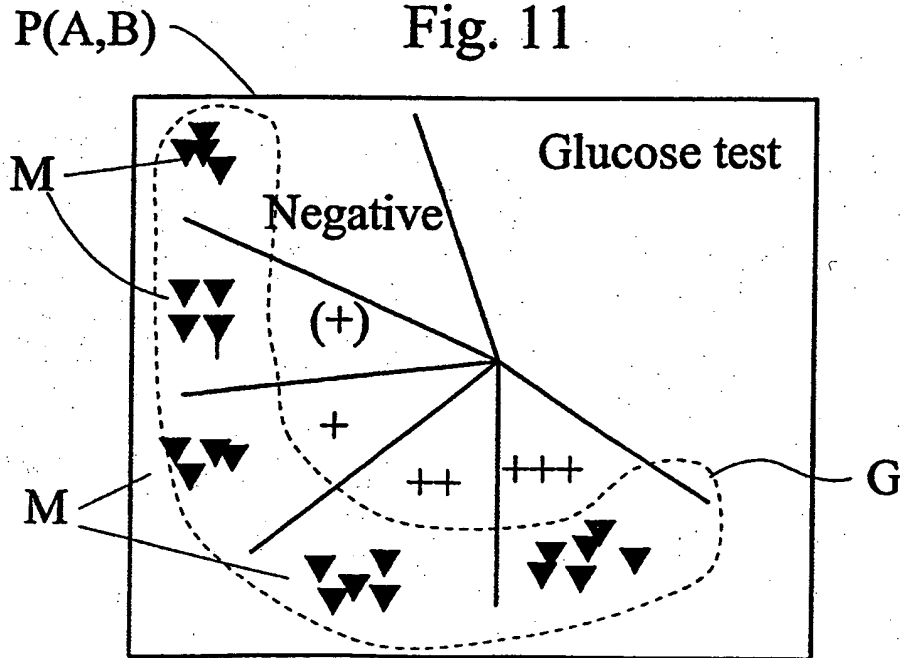 Fig. 11
P(A,B)
Glucose test
M
Negative
(+)
+
++
+++
G
M